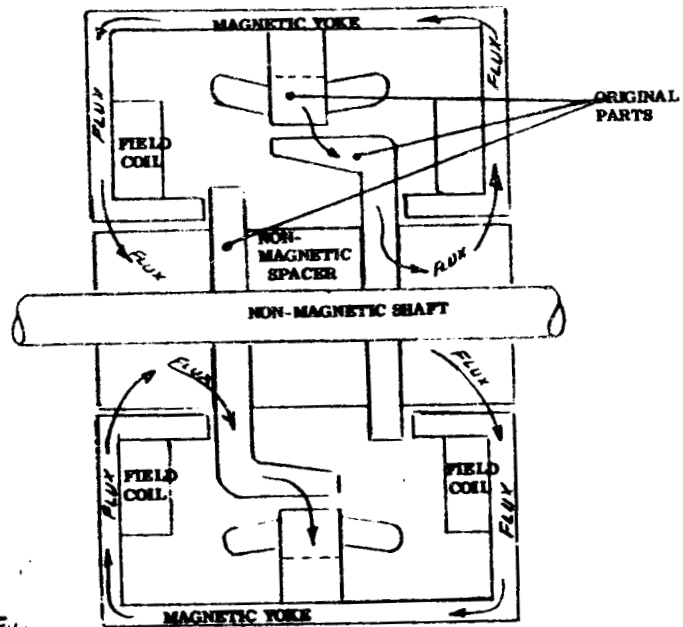 MAGNETIC YOKE
FLUX
FLUX
ORIGINAL
PARTS
FIELD
COIL
FLUX
NON-
MAGNETIC
SPACER
FLUX
NON-MAGNETIC SHAFT
FLUX
FLUX
FIELD
COIL
FIELD
COIL
FLUX
FLUX
MAGNETIC YOKE